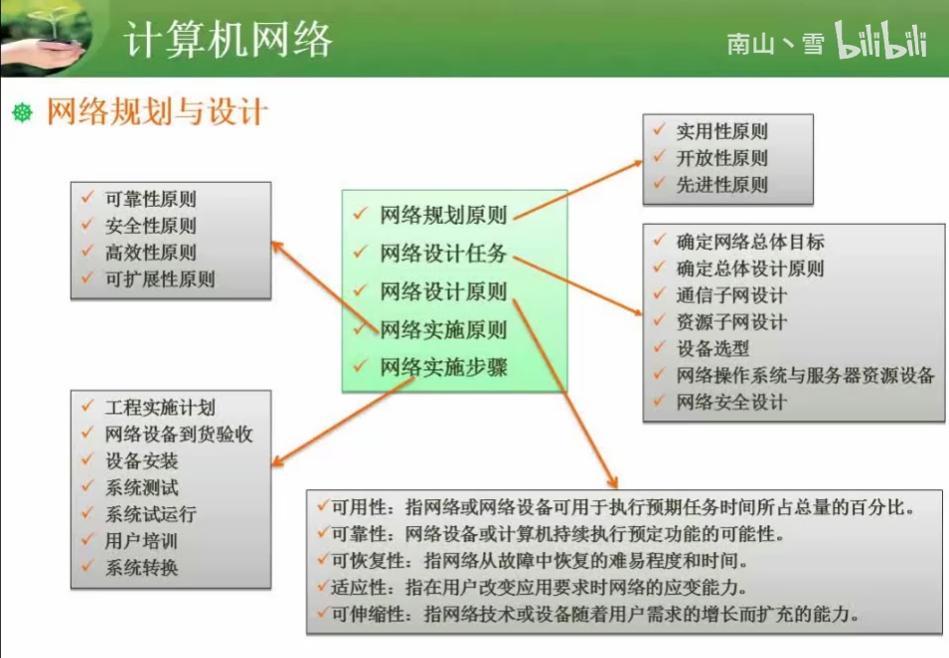 计算机网络
南山丶雪 bilibili
网络规划与设计
实用性原则
开放性原则
先进性原则
可靠性原则
安全性原则
高效性原则
可扩展性原则
网络规划原则
网络设计任务
网络设计原则
网络实施原则
网络实施步骤
确定网络总体目标
确定总体设计原则
通信子网设计
资源子网设计
设备选型
网络操作系统与服务器资源设备
网络安全设计
工程实施计划
网络设备到货验收
设备安装
系统测试
系统试运行
用户培训
系统转换
可用性：指网络或网络设备可用于执行预期任务时间所占总量的百分比。
可靠性：网络设备或计算机持续执行预定功能的可能性。
可恢复性：指网络从故障中恢复的难易程度和时间。
适应性：指在用户改变应用要求时网络的应变能力。
可伸缩性：指网络技术或设备随着用户需求的增长而扩充的能力。